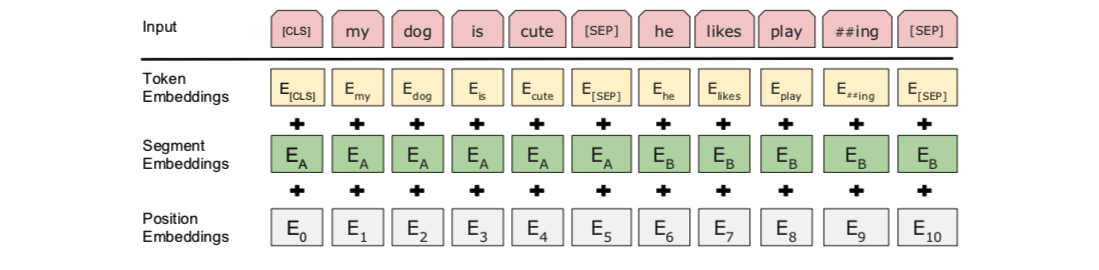 Input [CLS] my dog is cute [SEP] he likes play ##ing [SEP]
Token
Embeddings E[CLS] Emy Edog Eis Ecute E[SEP] Ehe Elikes Eplay E##ing E[SEP]
+ + + + + + + + + + +
Segment
Embeddings EA EA EA EA EA EA EB EB EB EB EB
+ + + + + + + + + + +
Position
Embeddings E0 E1 E2 E3 E4 E5 E6 E7 E8 E9 E10